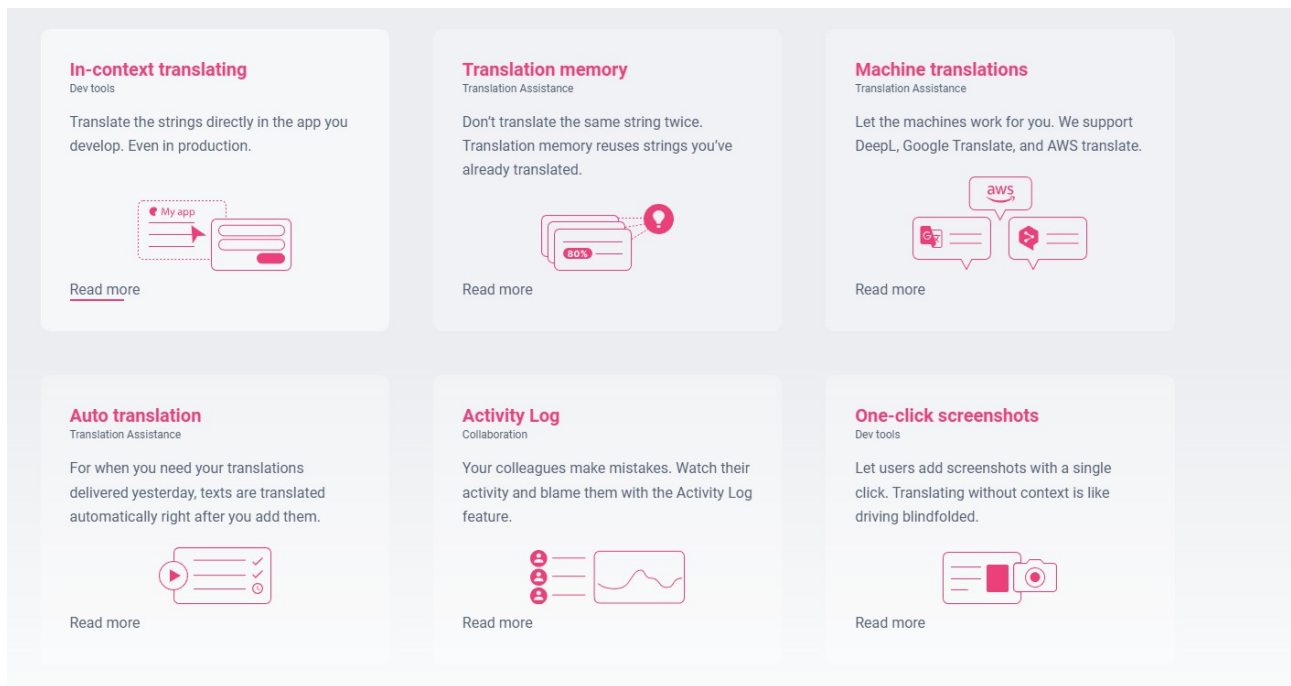 In-context translating
Dev tools
Translate the strings directly in the app you
develop. Even in production.
My app
Read more
Translation memory
Translation Assistance
Don’t translate the same string twice.
Translation memory reuses strings you’ve
already translated.
80%
Read more
Machine translations
Translation Assistance
Let the machines work for you. We support
DeepL, Google Translate, and AWS translate.
aws
G
Read more
Auto translation
Translation Assistance
For when you need your translations
delivered yesterday, texts are translated
automatically right after you add them.
Read more
Activity Log
Collaboration
Your colleagues make mistakes. Watch their
activity and blame them with the Activity Log
feature.
Read more
One-click screenshots
Dev tools
Let users add screenshots with a single
click. Translating without context is like
driving blindfolded.
Read more